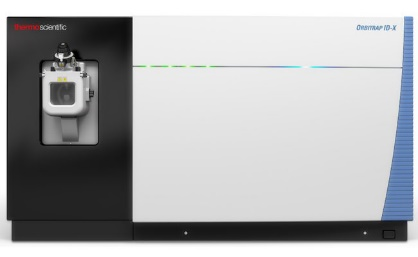 thermo scientific
ORBITRAP ID-X